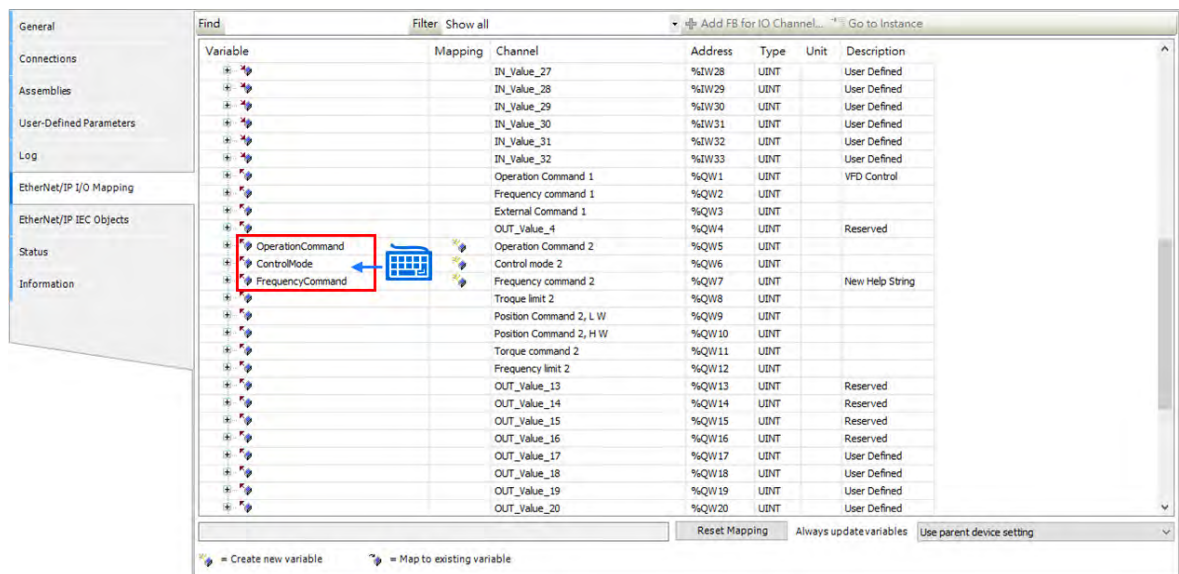 General
Connections
Assemblies
User-Defined Parameters
Log
EtherNet/IP I/O Mapping
EtherNet/IP IEC Objects
Status
Information
Find Filter Show all Add FB for IO Channel... Go to Instance
Variable Mapping Channel Address Type Unit Description
IN_Value_27 %IW28 UINT User Defined
IN_Value_28 %IW29 UINT User Defined
IN_Value_29 %IW30 UINT User Defined
IN_Value_30 %IW31 UINT User Defined
IN_Value_31 %IW32 UINT User Defined
IN_Value_32 %IW33 UINT User Defined
Operation Command 1 %QW1 UINT VFD Control
Frequency command 1 %QW2 UINT
External Command 1 %QW3 UINT
OUT_Value_4 %QW4 UINT Reserved
OperationCommand Operation Command 2 %QW5 UINT
ControlMode Control mode 2 %QW6 UINT
FrequencyCommand Frequency command 2 %QW7 UINT New Help String
Troque limit 2 %QW8 UINT
Position Command 2, L W %QW9 UINT
Position Command 2, H W %QW10 UINT
Torque command 2 %QW11 UINT
Frequency limit 2 %QW12 UINT
OUT_Value_13 %QW13 UINT Reserved
OUT_Value_14 %QW14 UINT Reserved
OUT_Value_15 %QW15 UINT Reserved
OUT_Value_16 %QW16 UINT Reserved
OUT_Value_17 %QW17 UINT User Defined
OUT_Value_18 %QW18 UINT User Defined
OUT_Value_19 %QW19 UINT User Defined
OUT_Value_20 %QW20 UINT User Defined
Reset Mapping Always update variables Use parent device setting
= Create new variable = Map to existing variable